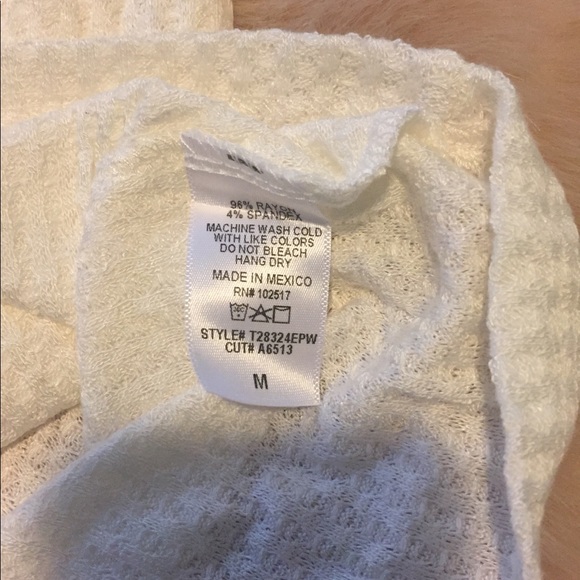 96% RAYON
4% SPANDEX
MACHINE WASH COLD
WITH LIKE COLORS
DO NOT BLEACH
HANG DRY
MADE IN MEXICO
RN# 102517
STYLE# T28324EPW
CUT# A6513
M